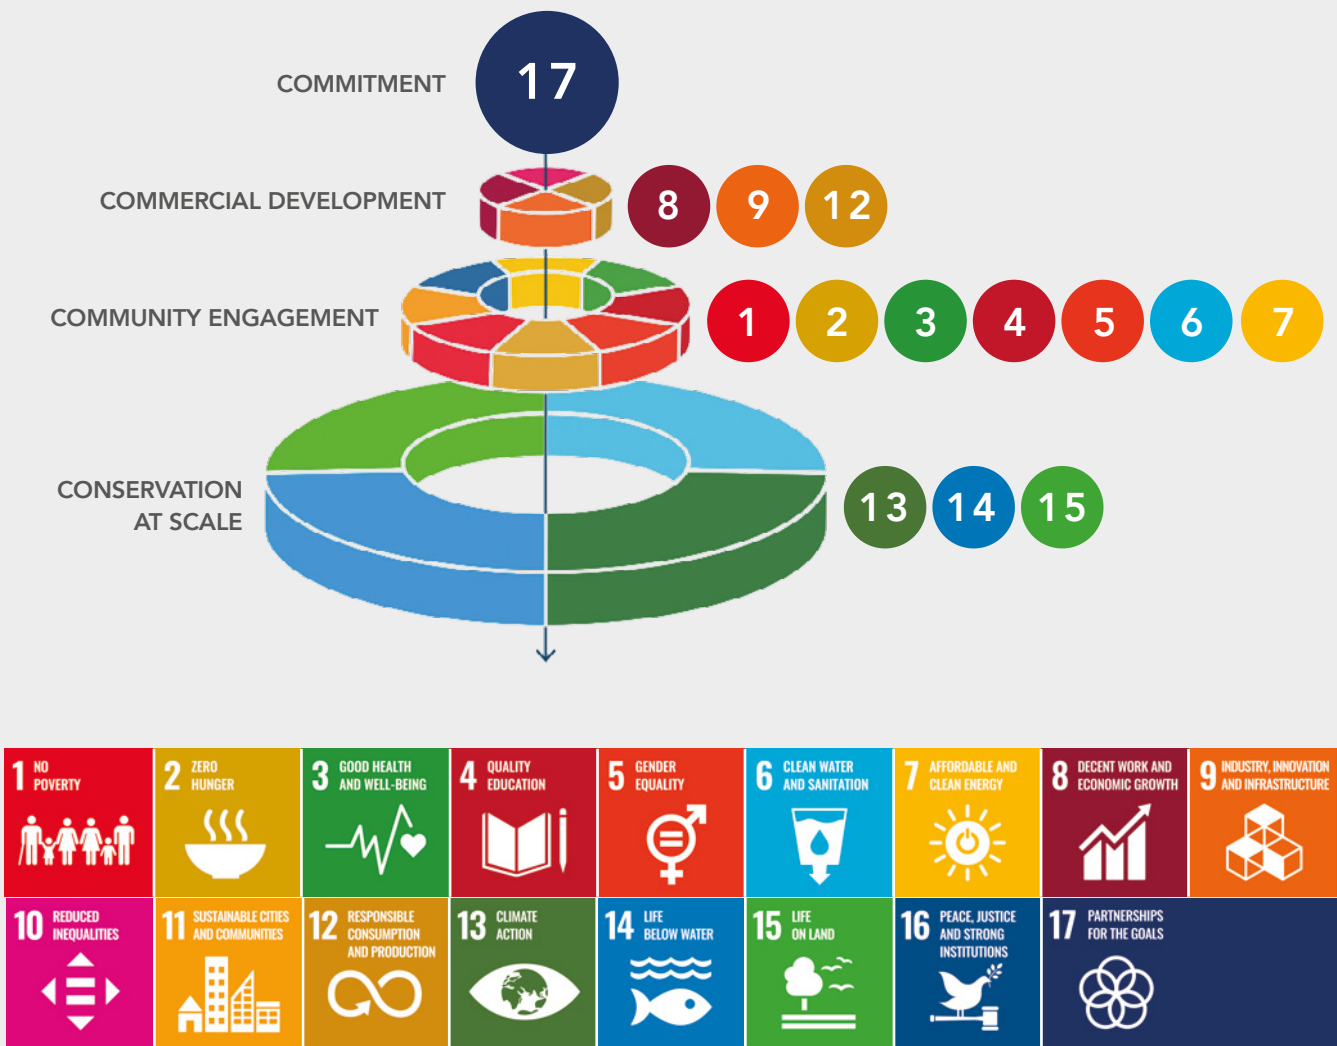 COMMITMENT
17
COMMERCIAL DEVELOPMENT
8 9 12
COMMUNITY ENGAGEMENT
1 2 3 4 5 6 7
CONSERVATION
AT SCALE
13 14 15
1 NO
POVERTY
2 ZERO
HUNGER
3 GOOD HEALTH
AND WELL-BEING
4 QUALITY
EDUCATION
5 GENDER
EQUALITY
6 CLEAN WATER
AND SANITATION
7 AFFORDABLE AND
CLEAN ENERGY
8 DECENT WORK AND
ECONOMIC GROWTH
9 INDUSTRY, INNOVATION
AND INFRASTRUCTURE
10 REDUCED
INEQUALITIES
11 SUSTAINABLE CITIES
AND COMMUNITIES
12 RESPONSIBLE
CONSUMPTION
AND PRODUCTION
13 CLIMATE
ACTION
14 LIFE
BELOW WATER
15 LIFE
ON LAND
16 PEACE, JUSTICE
AND STRONG
INSTITUTIONS
17 PARTNERSHIPS
FOR THE GOALS